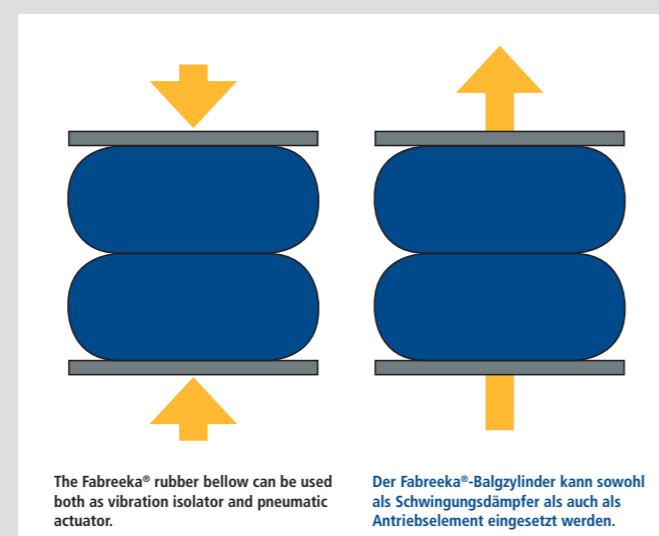 The Fabreeka® rubber bellow can be used
both as vibration isolator and pneumatic
actuator.
Der Fabreeka®-Balgzylinder kann sowohl
als Schwingungsdämpfer als auch als
Antriebselement eingesetzt werden.